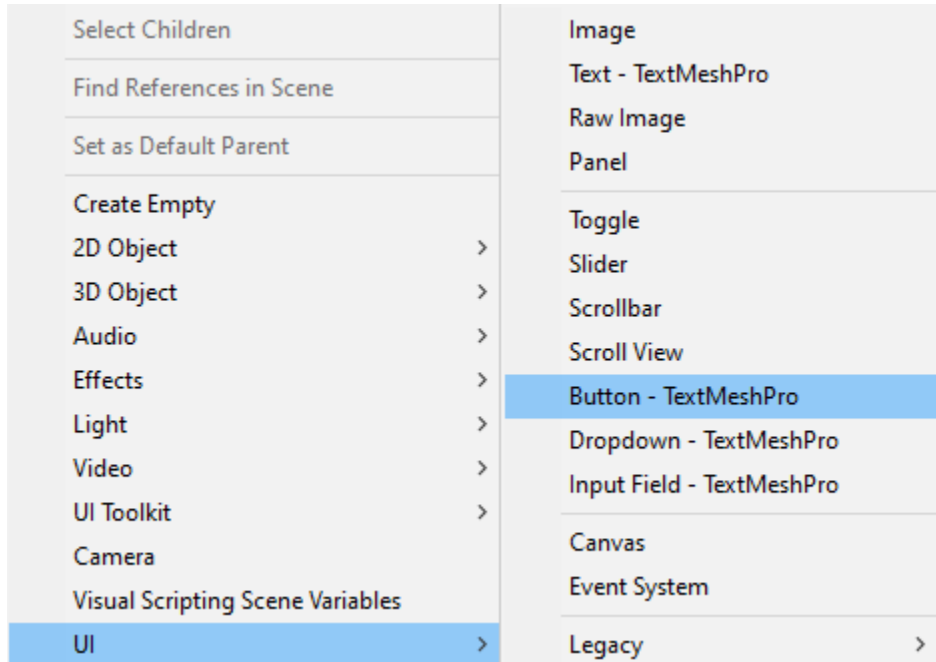 Select Children
Find References in Scene
Set as Default Parent
Create Empty
2D Object
3D Object
Audio
Effects
Light
Video
UI Toolkit
Camera
Visual Scripting Scene Variables
UI
Image
Text - TextMeshPro
Raw Image
Panel
Toggle
Slider
Scrollbar
Scroll View
Button - TextMeshPro
Dropdown - TextMeshPro
Input Field - TextMeshPro
Canvas
Event System
Legacy